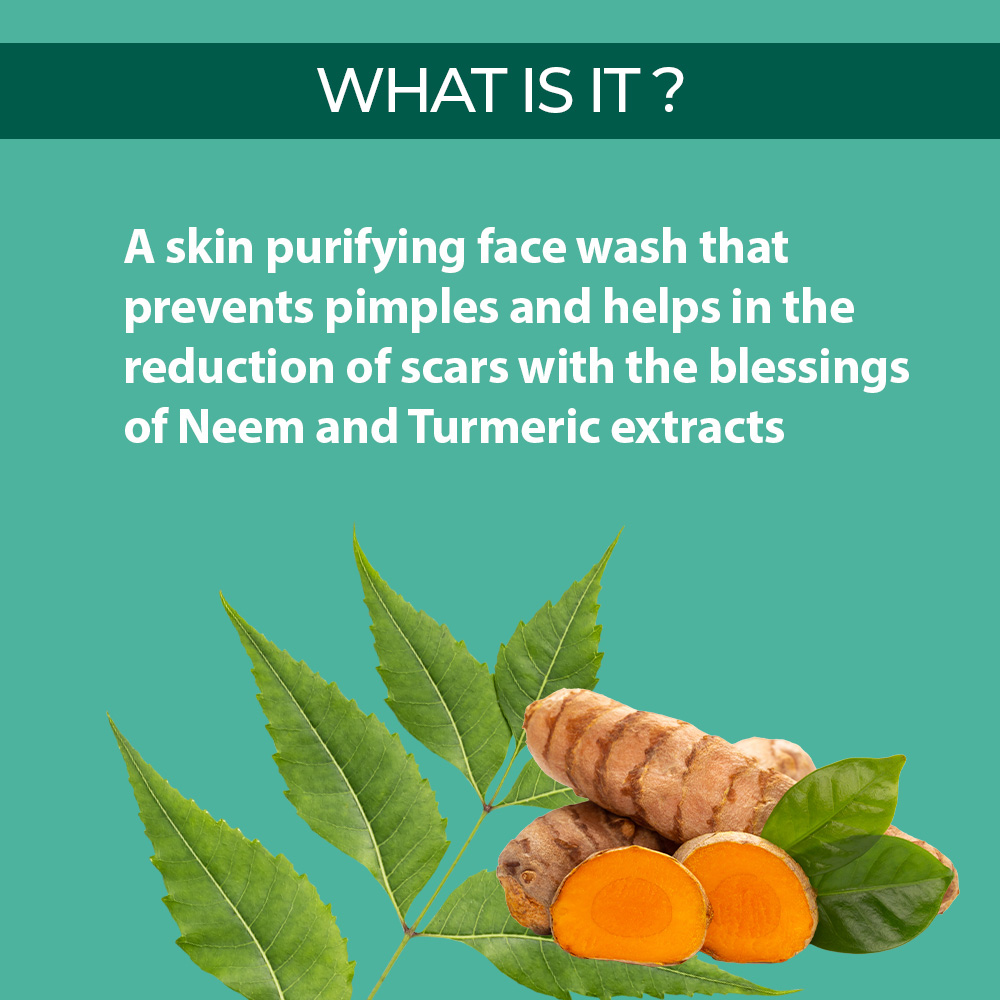 WHAT IS IT ?
A skin purifying face wash that
prevents pimples and helps in the
reduction of scars with the blessings
of Neem and Turmeric extracts